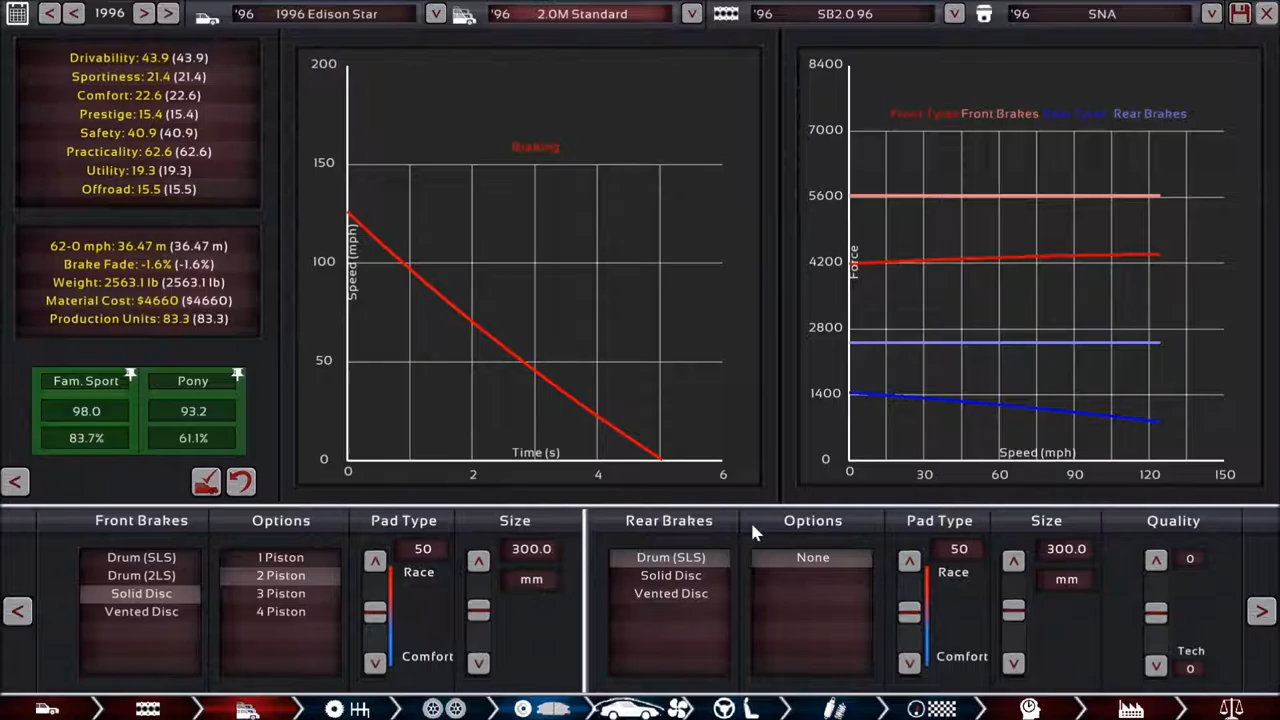 1996
'96 1996 Edison Star
'96 2.0M Standard
'96 SB2.0 96
'96 SNA
Drivability: 43.9 (43.9)
Sportiness: 21.4 (21.4)
Comfort: 22.6 (22.6)
Prestige: 15.4 (15.4)
Safety: 40.9 (40.9)
Practicality: 62.6 (62.6)
Utility: 19.3 (19.3)
Offroad: 15.5 (15.5)
62-0 mph: 36.47 m (36.47 m)
Brake Fade: -1.6% (-1.6%)
Weight: 2563.1 lb (2563.1 lb)
Material Cost: $4660 ($4660)
Production Units: 83.3 (83.3)
Fam. Sport Pony
98.0 93.2
83.7% 61.1%
200
150
100
50
0
Braking
Speed (mph)
Time (s)
0 2 4 6
8400
7000
5600
4200
2800
1400
0
Front Tyres Front Brakes Rear Tyres Rear Brakes
Force
Speed (mph)
0 30 60 90 120 150
Front Brakes
Drum (SLS)
Drum (2LS)
Solid Disc
Vented Disc
Options
1 Piston
2 Piston
3 Piston
4 Piston
Pad Type
50
Race
Comfort
Size
300.0
mm
Rear Brakes
Drum (SLS)
Solid Disc
Vented Disc
Options
None
Pad Type
50
Race
Comfort
Size
300.0
mm
Quality
0
Tech
0